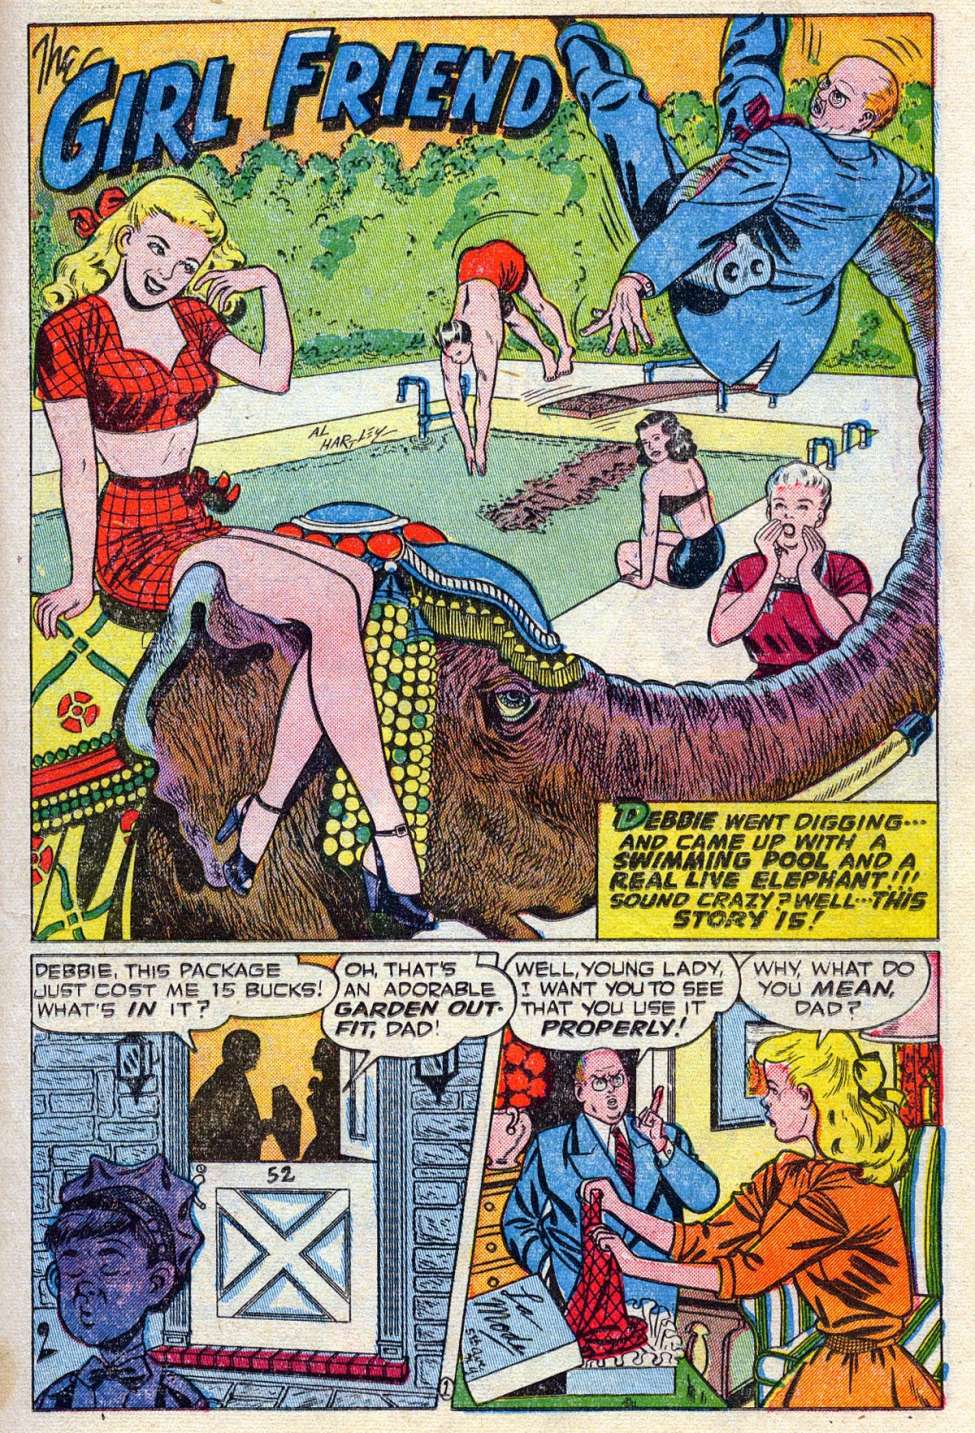 The
GIRL FRIEND
AL
HARTLEY
DEBBIE WENT DIGGING...
AND CAME UP WITH A
SWIMMING POOL AND A
REAL LIVE ELEPHANT!!!
SOUND CRAZY? WELL...THIS
STORY IS!
DEBBIE, THIS PACKAGE
JUST COST ME 15 BUCKS!
WHAT'S IN IT?
OH, THAT'S
AN ADORABLE
GARDEN OUT-
FIT, DAD!
52
WELL, YOUNG LADY,
I WANT YOU TO SEE
THAT YOU USE IT
PROPERLY!
WHY, WHAT DO
YOU MEAN,
DAD?
La
Mode
1